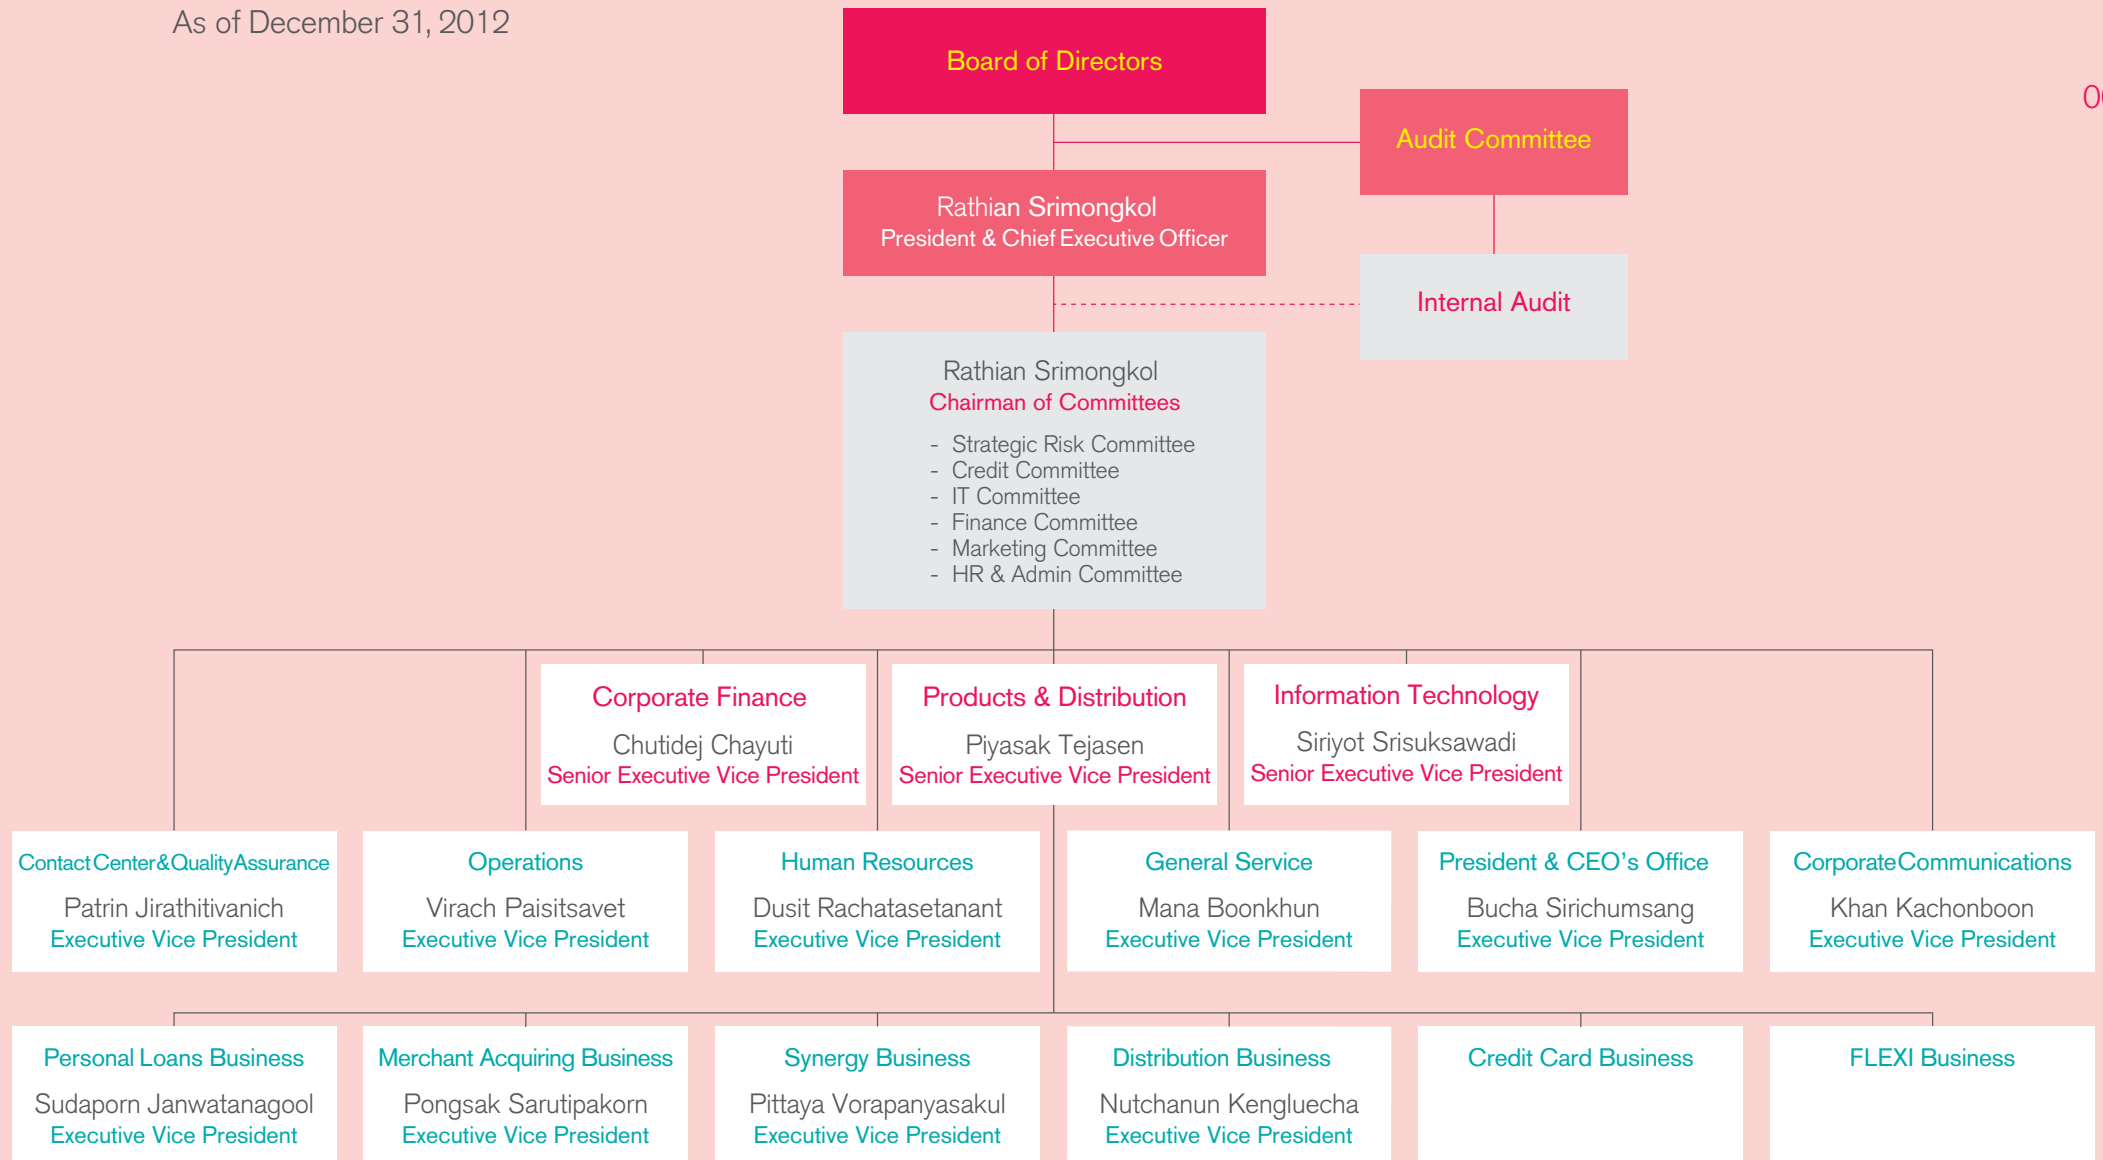 As of December 31, 2012
Board of Directors
Audit Committee
Rathian Srimongkol
President & Chief Executive Officer
Internal Audit
Rathian Srimongkol
Chairman of Committees
- Strategic Risk Committee
- Credit Committee
- IT Committee
- Finance Committee
- Marketing Committee
- HR & Admin Committee
Corporate Finance
Chutidej Chayuti
Senior Executive Vice President
Products & Distribution
Piyasak Tejasen
Senior Executive Vice President
Information Technology
Siriyot Srisuksawadi
Senior Executive Vice President
Contact Center & Quality Assurance
Patrin Jirathitivanich
Executive Vice President
Operations
Virach Paisitsavet
Executive Vice President
Human Resources
Dusit Rachatasetanant
Executive Vice President
General Service
Mana Boonkhun
Executive Vice President
President & CEO's Office
Bucha Sirichumsang
Executive Vice President
Corporate Communications
Khan Kachonboon
Executive Vice President
Personal Loans Business
Sudaporn Janwatanagool
Executive Vice President
Merchant Acquiring Business
Pongsak Sarutipakorn
Executive Vice President
Synergy Business
Pittaya Vorapanyasakul
Executive Vice President
Distribution Business
Nutchanun Kengluecha
Executive Vice President
Credit Card Business
FLEXI Business